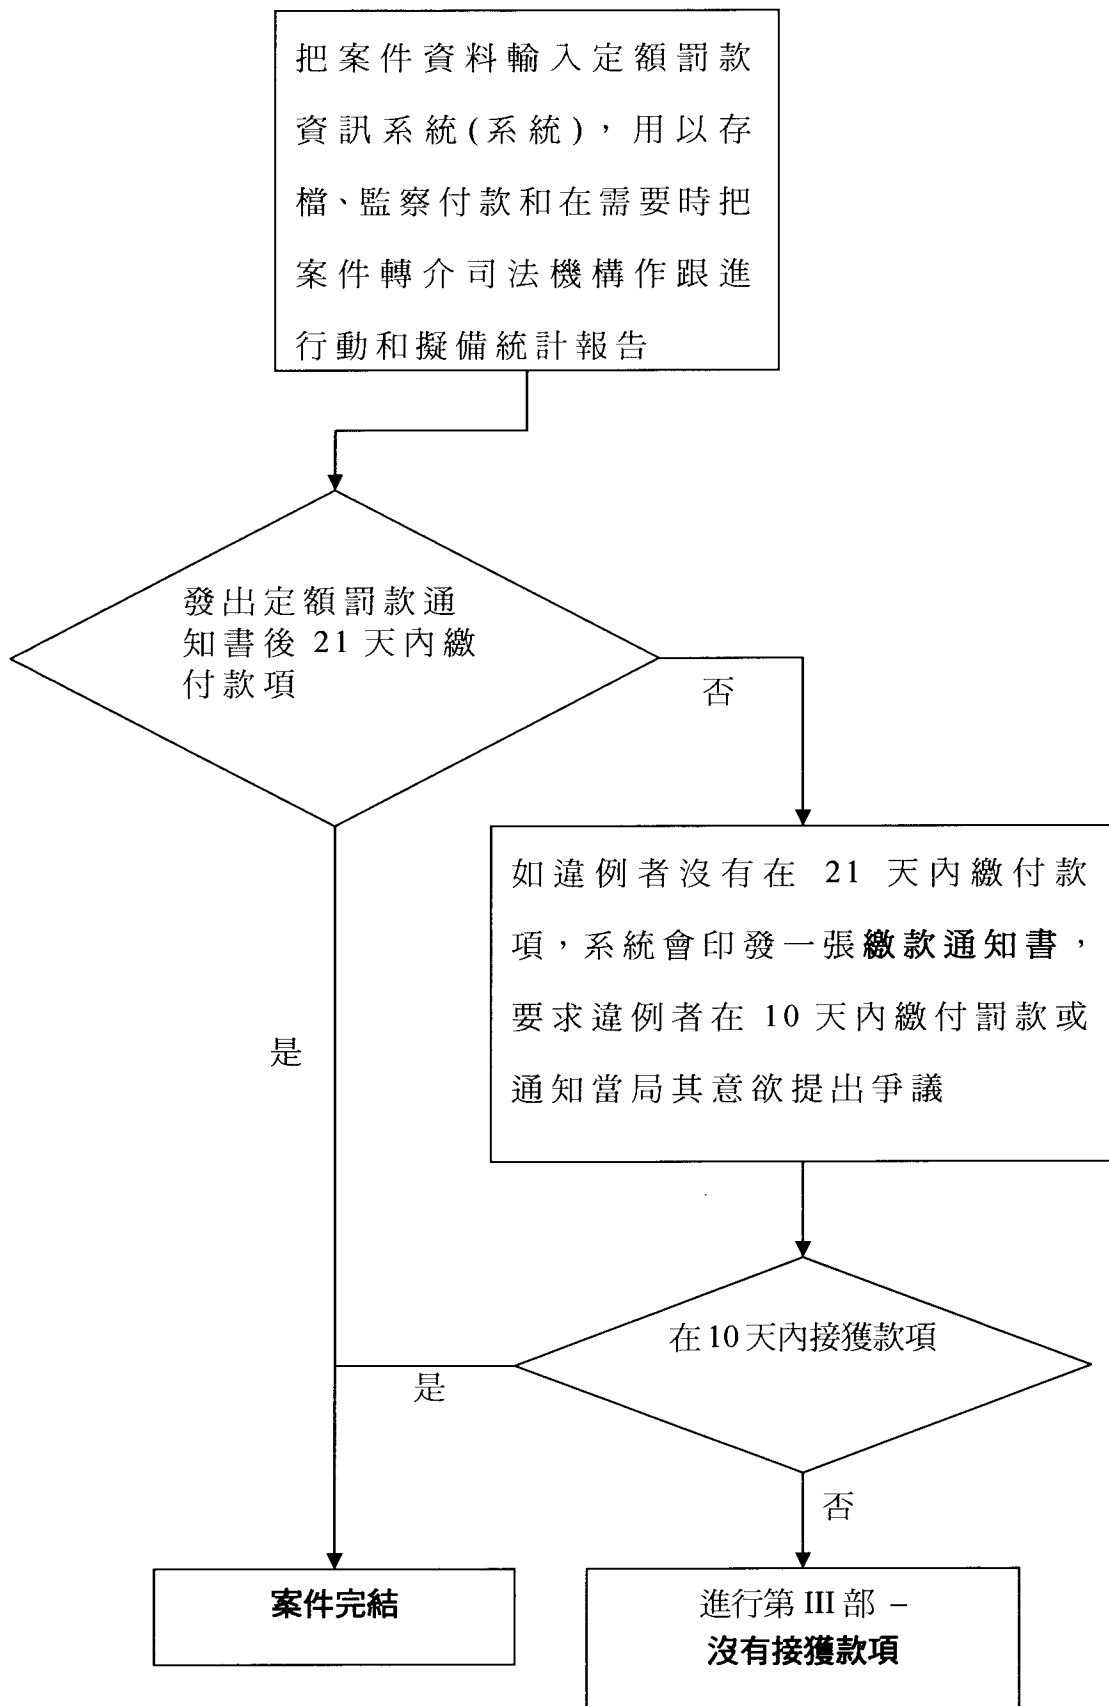 把案件資料輸入定額罰款
資訊系統(系統)，用以存
檔、監察付款和在需要時把
案件轉介司法機構作跟進
行動和擬備統計報告
發出定額罰款通
知書後 21 天內繳
付款項
否
如違例者沒有在 21 天內繳付款
項，系統會印發一張繳款通知書，
要求違例者在 10 天內繳付罰款或
通知當局其意欲提出爭議
是
在 10 天內接獲款項
是
否
案件完結
進行第 III 部 –
沒有接獲款項